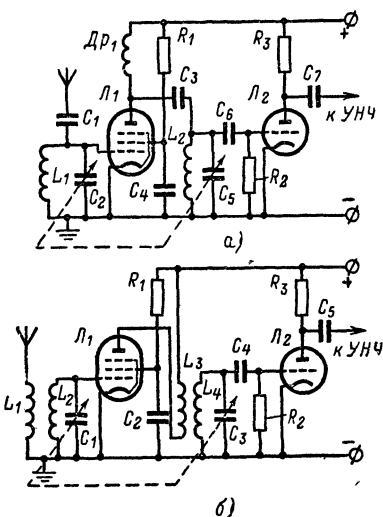 Др1 R1 R3 +
Л1 C3 Л2 C7
к УНЧ
C1 L2 C6
L1 C2 C4 C5 R2
−
а)
R1 R3 +
Л1 Л2 C5
к УНЧ
L3 C4
L1 L2 L4
C1 C2 C3 R2
−
б)